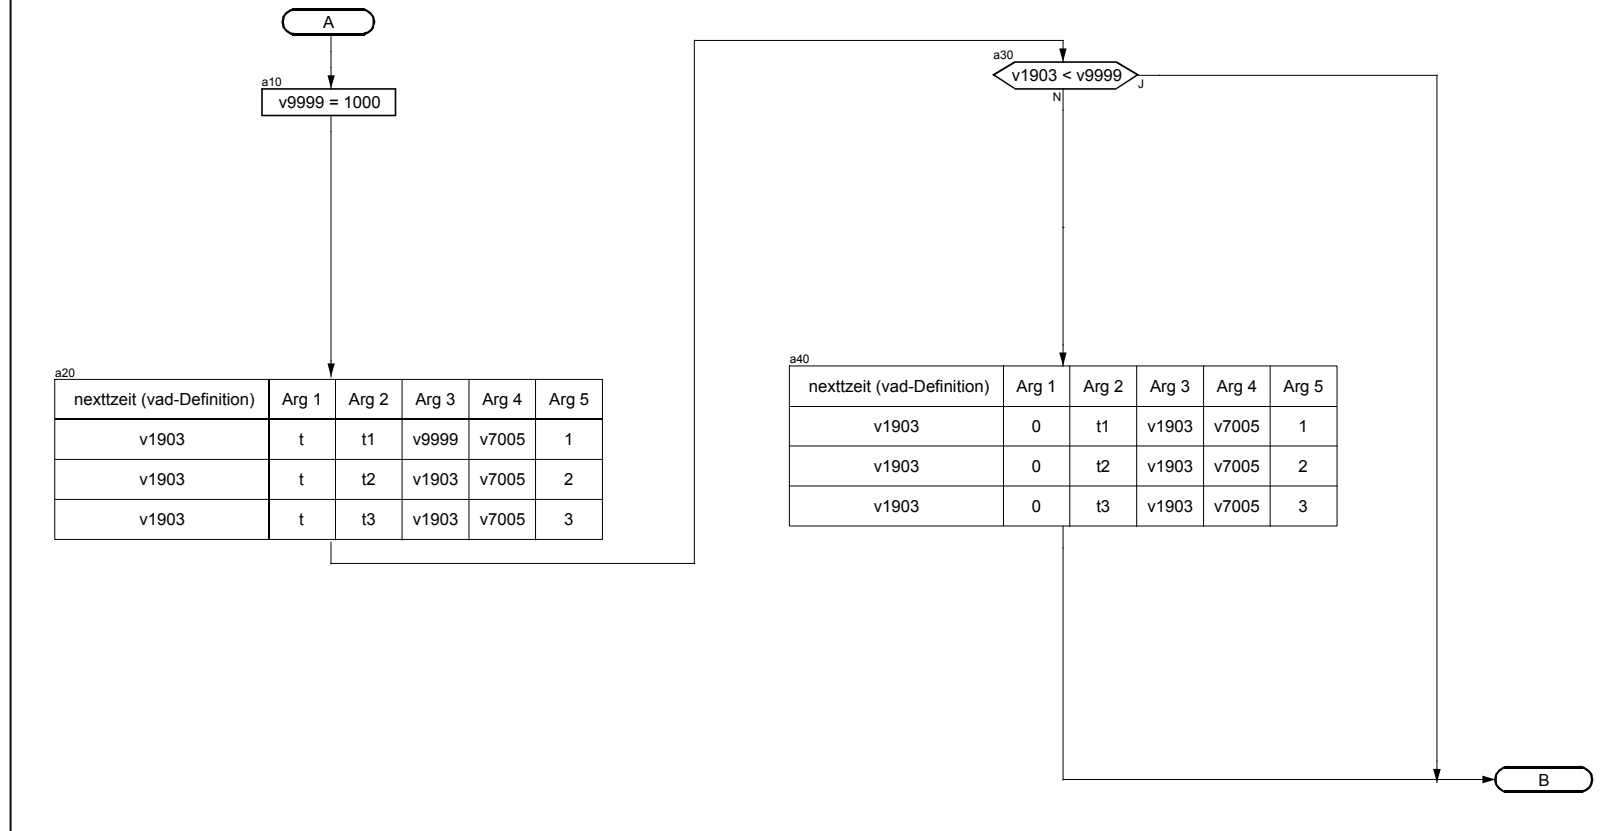 A
a10
v9999 = 1000
a20
nexttzeit (vad-Definition) Arg 1 Arg 2 Arg 3 Arg 4 Arg 5
v1903 t t1 v9999 v7005 1
v1903 t t2 v1903 v7005 2
v1903 t t3 v1903 v7005 3
a30
v1903 < v9999
N J
a40
nexttzeit (vad-Definition) Arg 1 Arg 2 Arg 3 Arg 4 Arg 5
v1903 0 t1 v1903 v7005 1
v1903 0 t2 v1903 v7005 2
v1903 0 t3 v1903 v7005 3
B